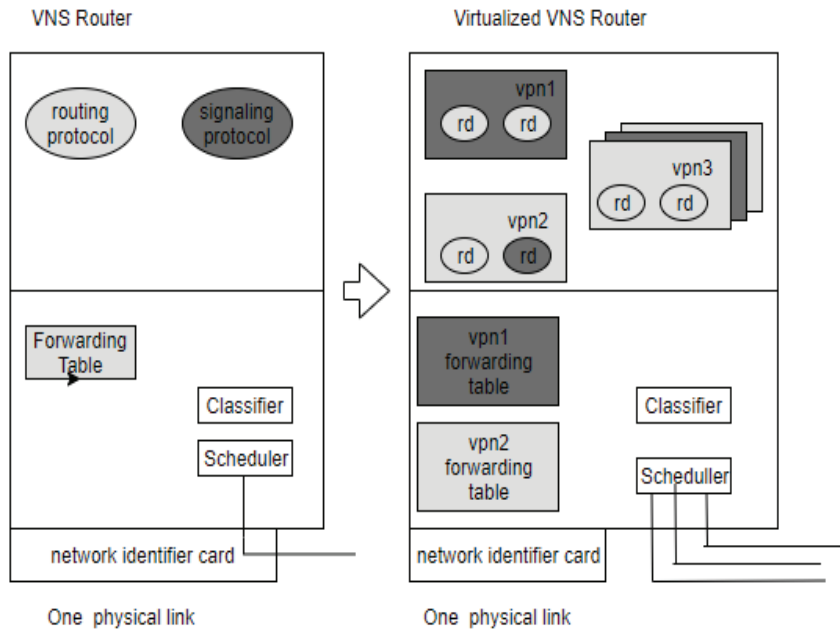 VNS Router
routing
protocol
signaling
protocol
Forwarding
Table
Classifier
Scheduler
network identifier card
One physical link
Virtualized VNS Router
vpn1
rd rd
vpn3
rd rd
vpn2
rd rd
vpn1
forwarding
table
Classifier
vpn2
forwarding
table
Scheduller
network identifier card
One physical link